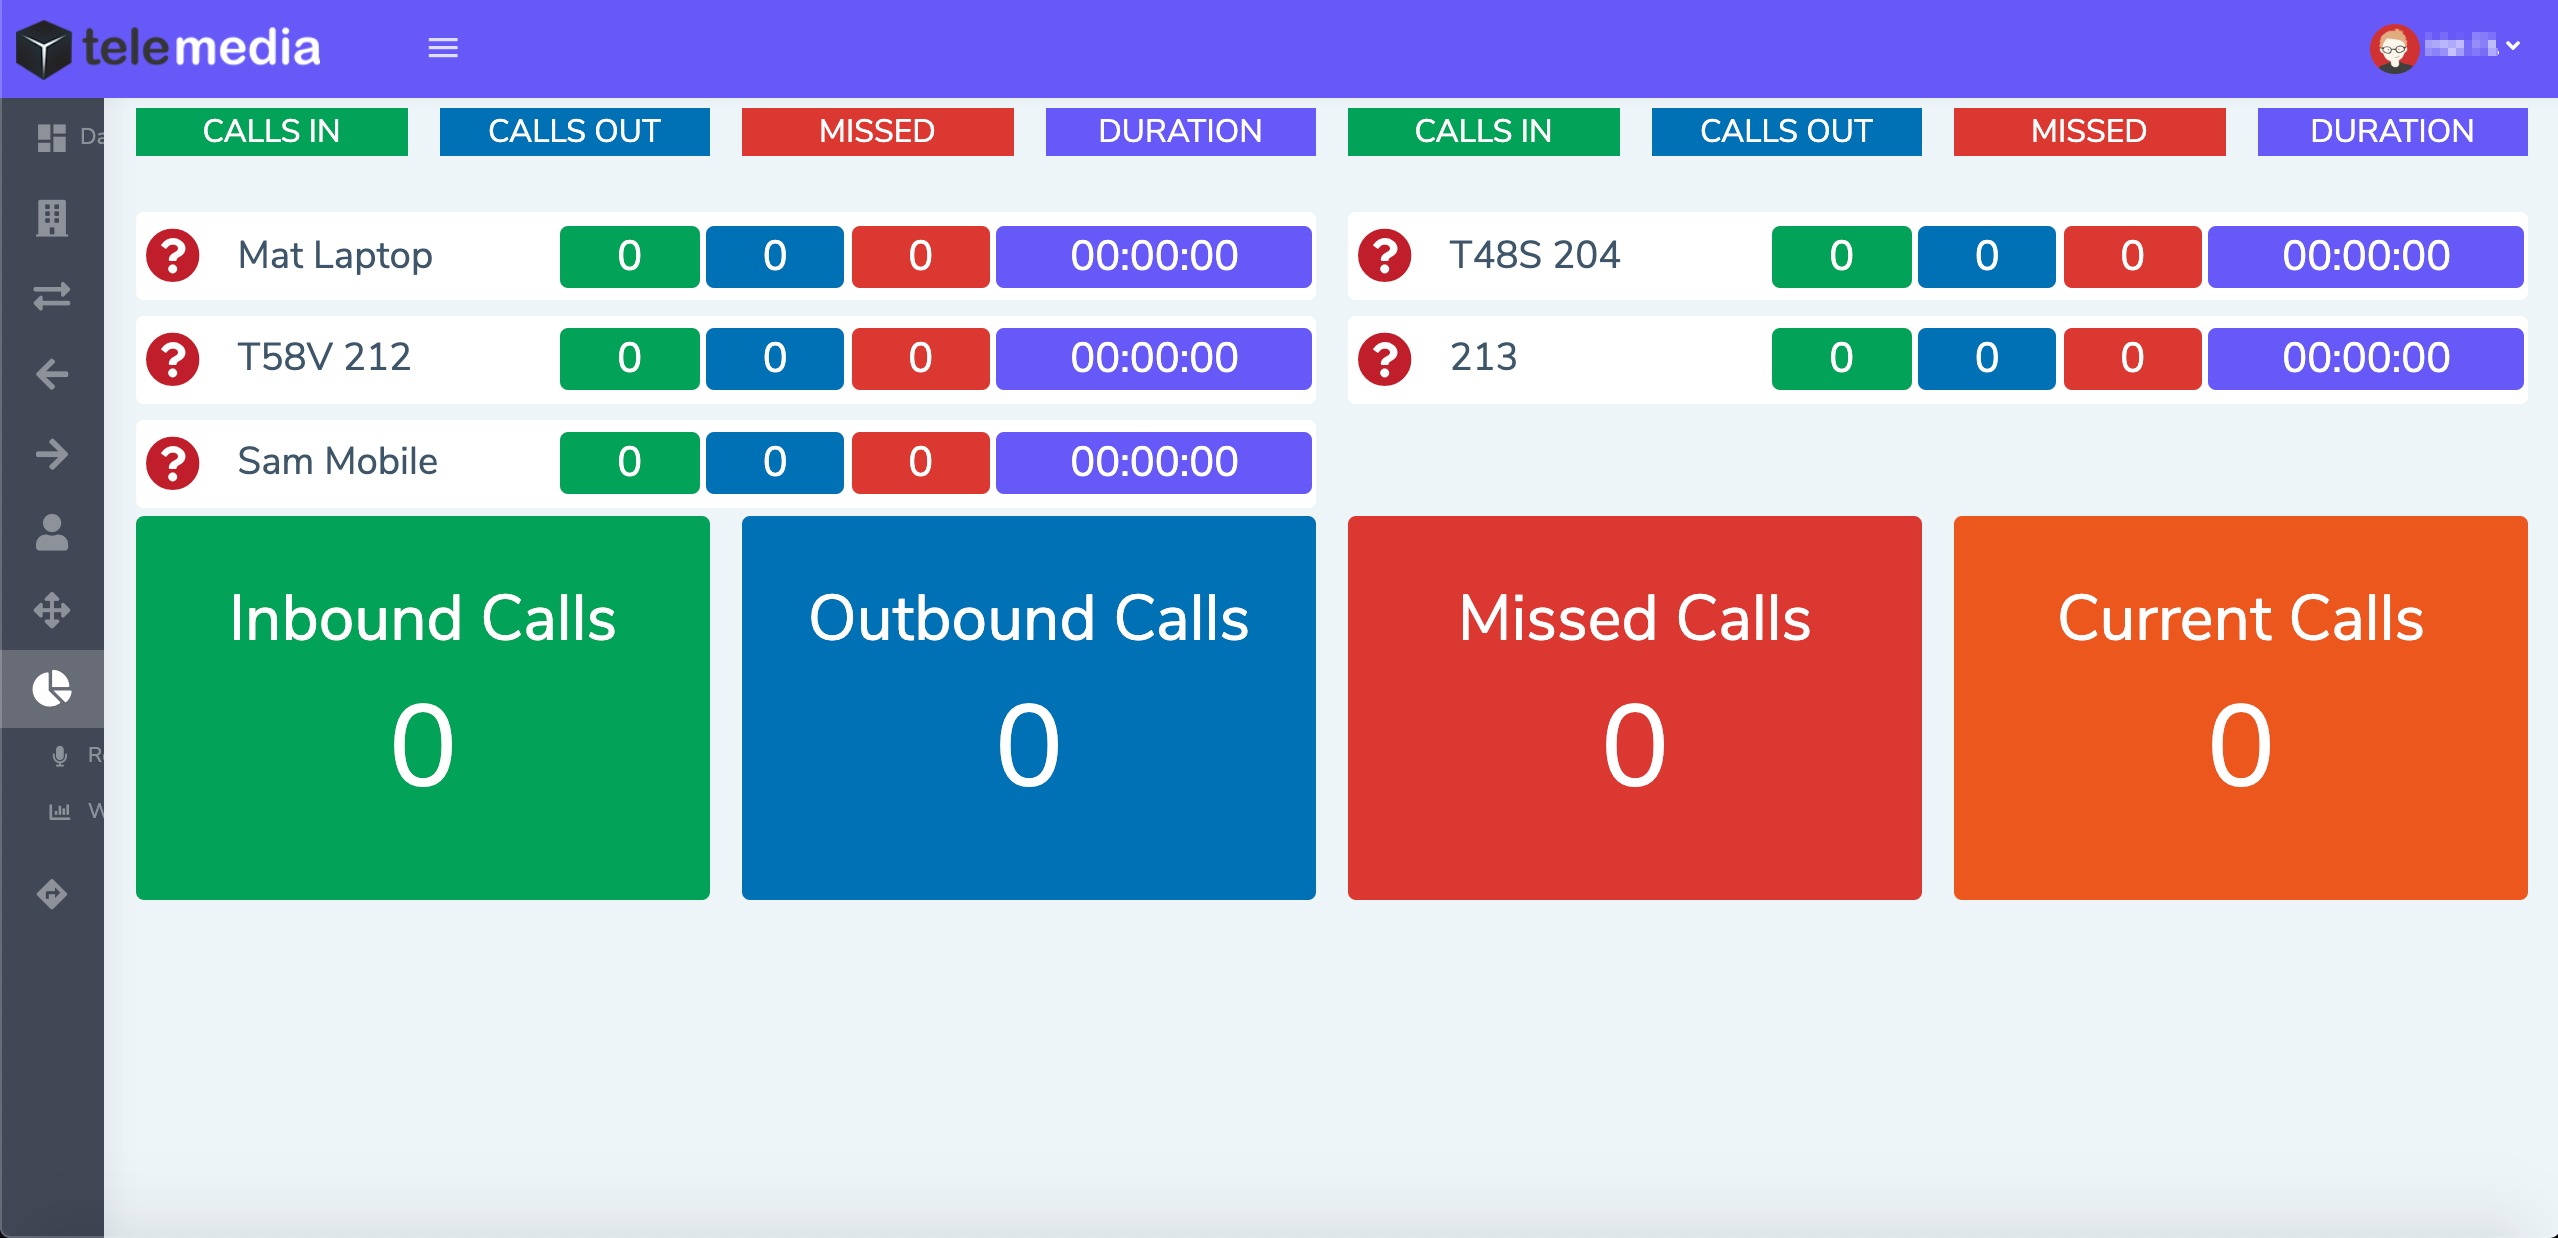 telemedia
CALLS IN CALLS OUT MISSED DURATION CALLS IN CALLS OUT MISSED DURATION
Da
? Mat Laptop 0 0 0 00:00:00 ? T48S 204 0 0 0 00:00:00
? T58V 212 0 0 0 00:00:00 ? 213 0 0 0 00:00:00
? Sam Mobile 0 0 0 00:00:00
Inbound Calls Outbound Calls Missed Calls Current Calls
0 0 0 0
Re
W